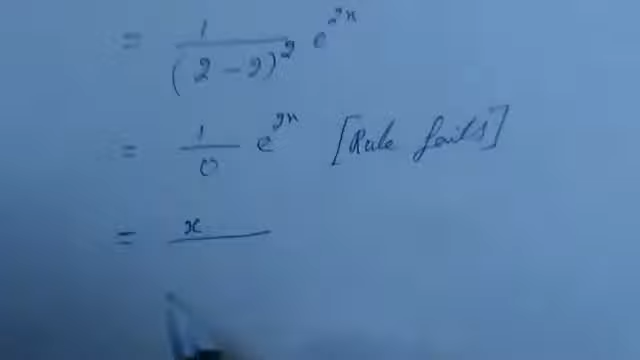 = 1/(2-2)² e^2x
= 1/0 e^2x [Rule fails]
= x/